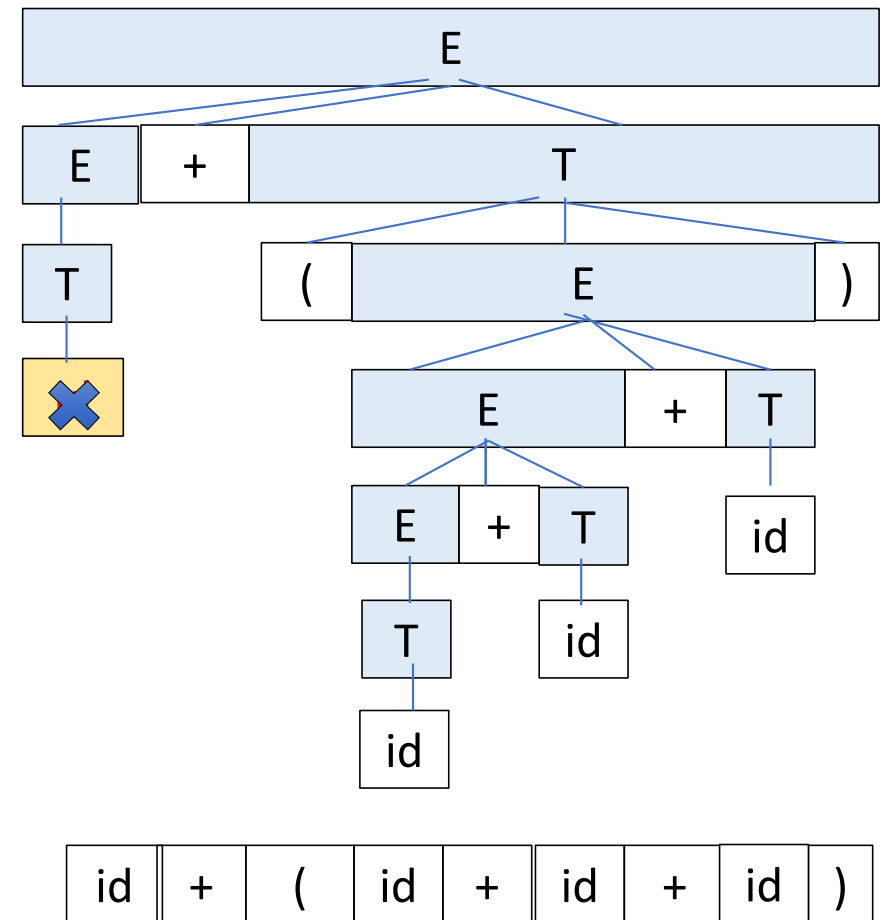 E
E + T
T ( E )
E + T
E + T id
T id
id
id + ( id + id + id )